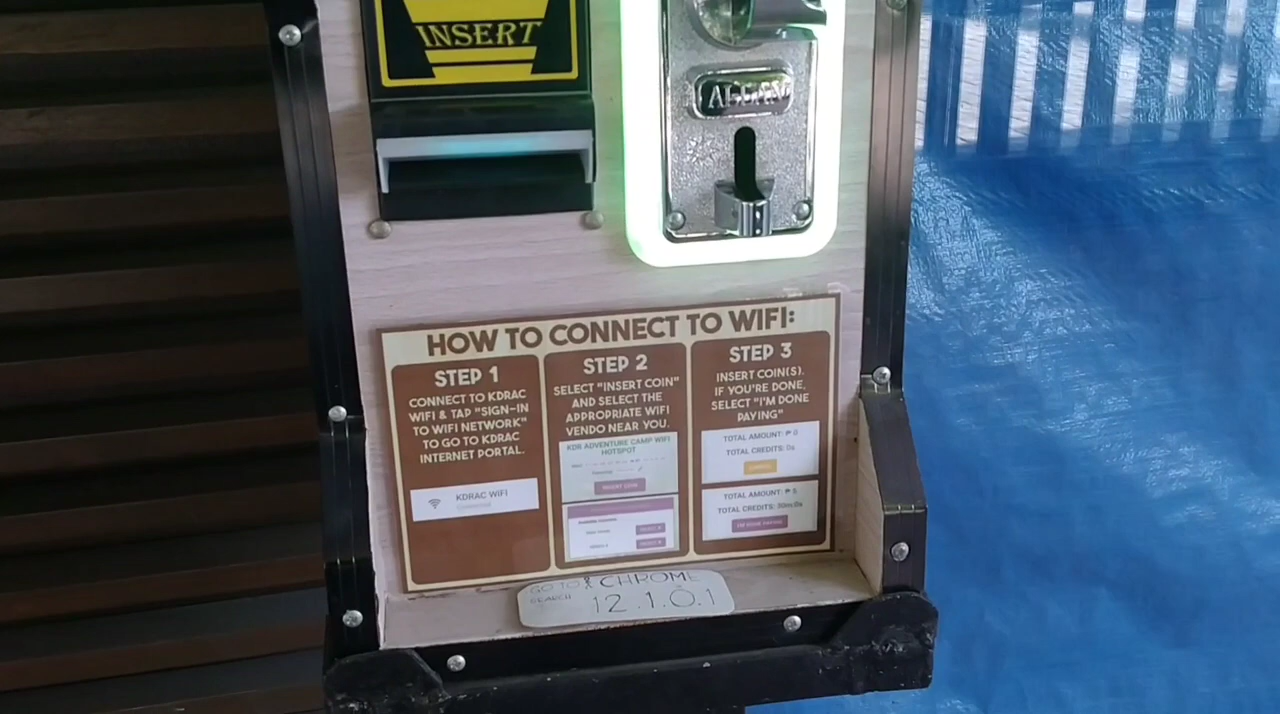 INSERT
ALLAN
HOW TO CONNECT TO WIFI:
STEP 1
CONNECT TO KDRAC
WIFI & TAP "SIGN-IN
TO WIFI NETWORK"
TO GO TO KDRAC
INTERNET PORTAL.
KDRAC WIFI
Connected
STEP 2
SELECT "INSERT COIN"
AND SELECT THE
APPROPRIATE WIFI
VENDO NEAR YOU.
KDR ADVENTURE CAMP WIFI
HOTSPOT
INSERT COIN
STEP 3
INSERT COIN(S).
IF YOU'RE DONE,
SELECT "I'M DONE
PAYING"
TOTAL AMOUNT: ₱ 0
TOTAL CREDITS: 0s
TOTAL AMOUNT: ₱ 5
TOTAL CREDITS: 30m:0s
I'M DONE PAYING
GO TO CHROME
SEARCH 12.1.0.1